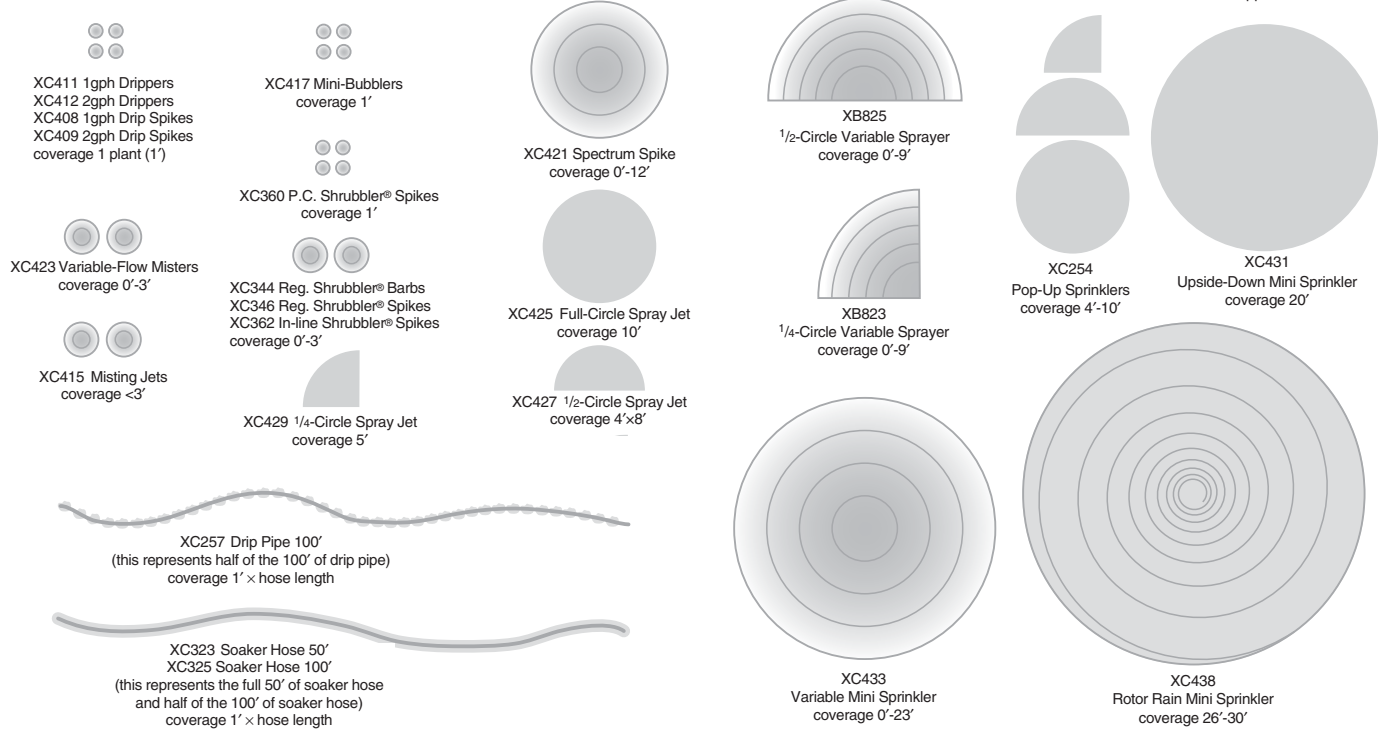 XC411 1gph Drippers
XC412 2gph Drippers
XC408 1gph Drip Spikes
XC409 2gph Drip Spikes
coverage 1 plant (1′)
XC423 Variable-Flow Misters
coverage 0′-3′
XC415 Misting Jets
coverage <3′
XC417 Mini-Bubblers
coverage 1′
XC360 P.C. Shrubbler® Spikes
coverage 1′
XC344 Reg. Shrubbler® Barbs
XC346 Reg. Shrubbler® Spikes
XC362 In-line Shrubbler® Spikes
coverage 0′-3′
XC429 1/4-Circle Spray Jet
coverage 5′
XC421 Spectrum Spike
coverage 0′-12′
XC425 Full-Circle Spray Jet
coverage 10′
XC427 1/2-Circle Spray Jet
coverage 4′×8′
XC257 Drip Pipe 100′
(this represents half of the 100′ of drip pipe)
coverage 1′ × hose length
XC323 Soaker Hose 50′
XC325 Soaker Hose 100′
(this represents the full 50′ of soaker hose
and half of the 100′ of soaker hose)
coverage 1′ × hose length
XB825
1/2-Circle Variable Sprayer
coverage 0′-9′
XB823
1/4-Circle Variable Sprayer
coverage 0′-9′
XC433
Variable Mini Sprinkler
coverage 0′-23′
XC254
Pop-Up Sprinklers
coverage 4′-10′
XC431
Upside-Down Mini Sprinkler
coverage 20′
XC438
Rotor Rain Mini Sprinkler
coverage 26′-30′